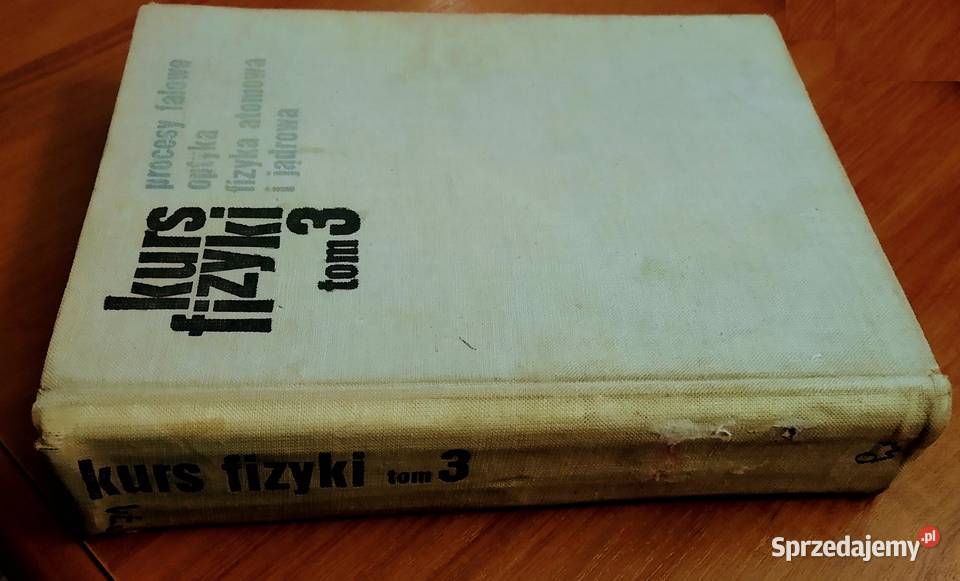 procesy falowe
optyka
fizyka atomowa
i jądrowa
kurs
fizyki
tom 3
kurs fizyki tom 3
Sprzedajemy.pl